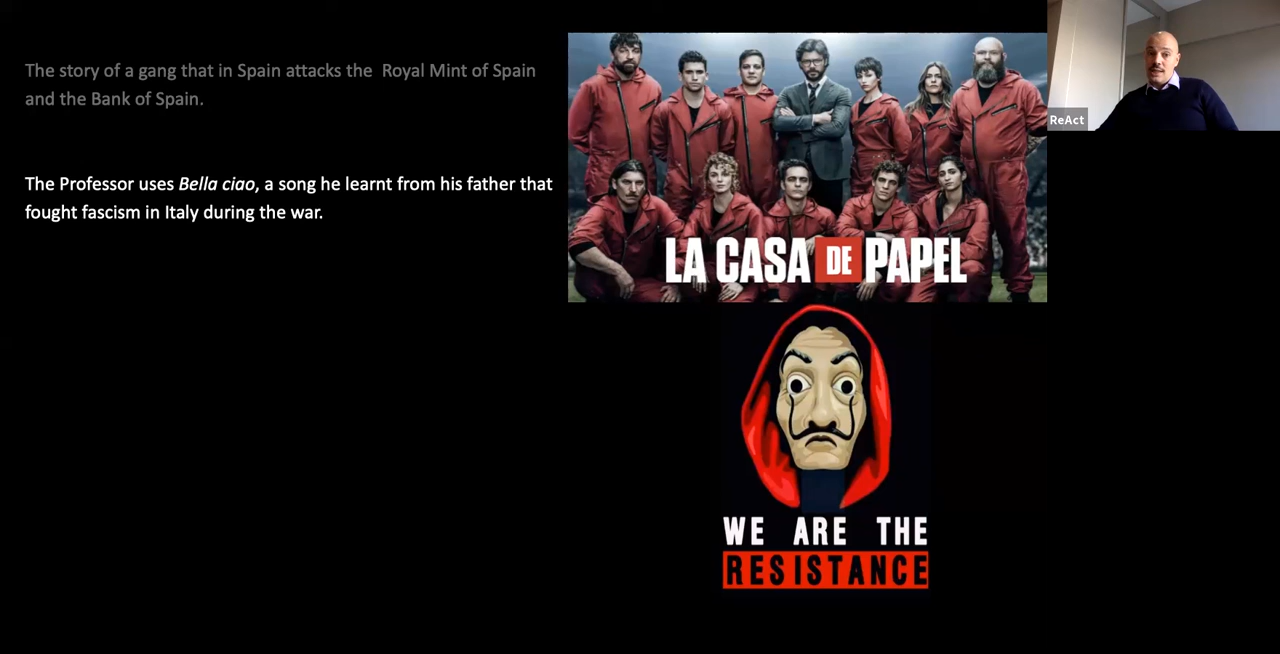 The story of a gang that in Spain attacks the Royal Mint of Spain
and the Bank of Spain.
The Professor uses Bella ciao, a song he learnt from his father that
fought fascism in Italy during the war.
LA CASA DE PAPEL
ReAct
WE ARE THE
RESISTANCE